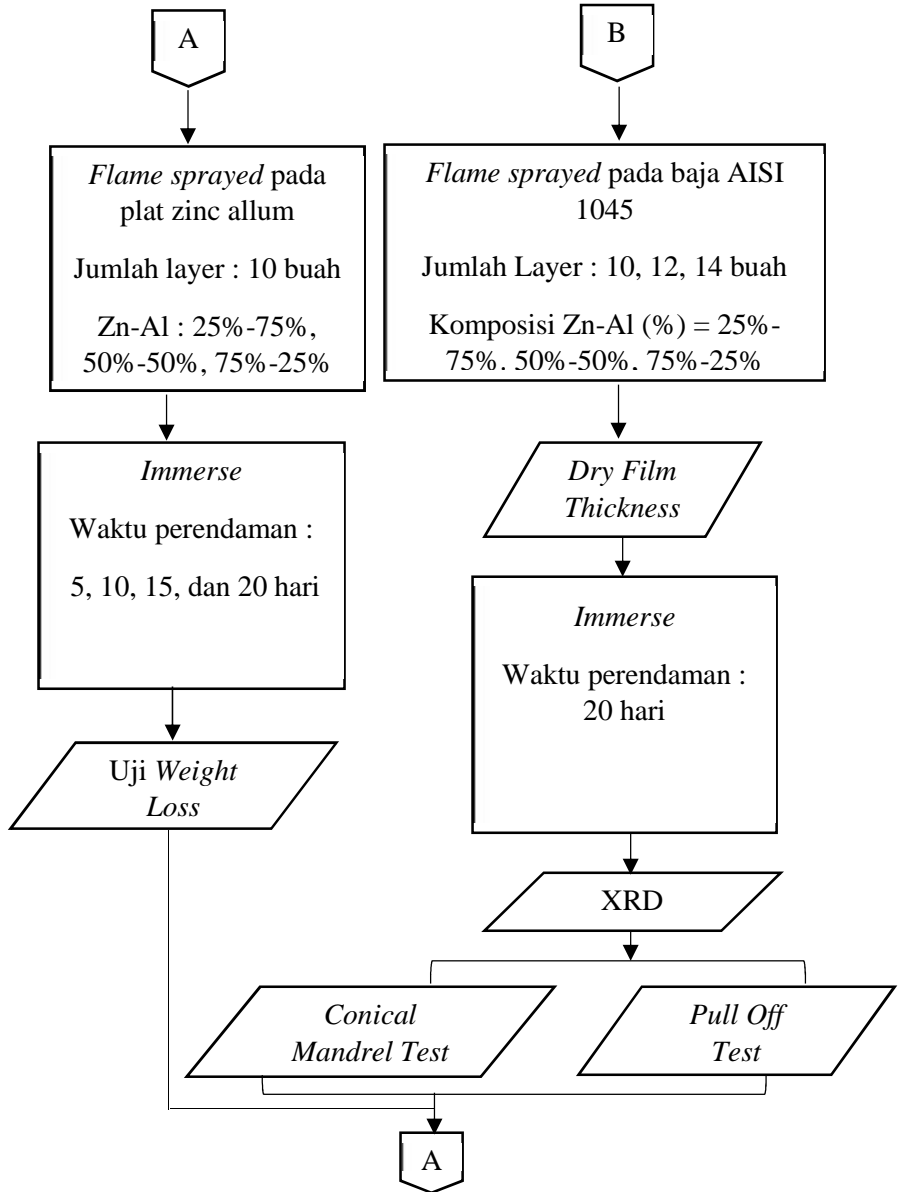 A
Flame sprayed pada
plat zinc allum
Jumlah layer : 10 buah
Zn-Al : 25%-75%,
50%-50%, 75%-25%
Immerse
Waktu perendaman :
5, 10, 15, dan 20 hari
Uji Weight
Loss
B
Flame sprayed pada baja AISI
1045
Jumlah Layer : 10, 12, 14 buah
Komposisi Zn-Al (%) = 25%-
75%, 50%-50%, 75%-25%
Dry Film
Thickness
Immerse
Waktu perendaman :
20 hari
XRD
Conical
Mandrel Test
Pull Off
Test
A